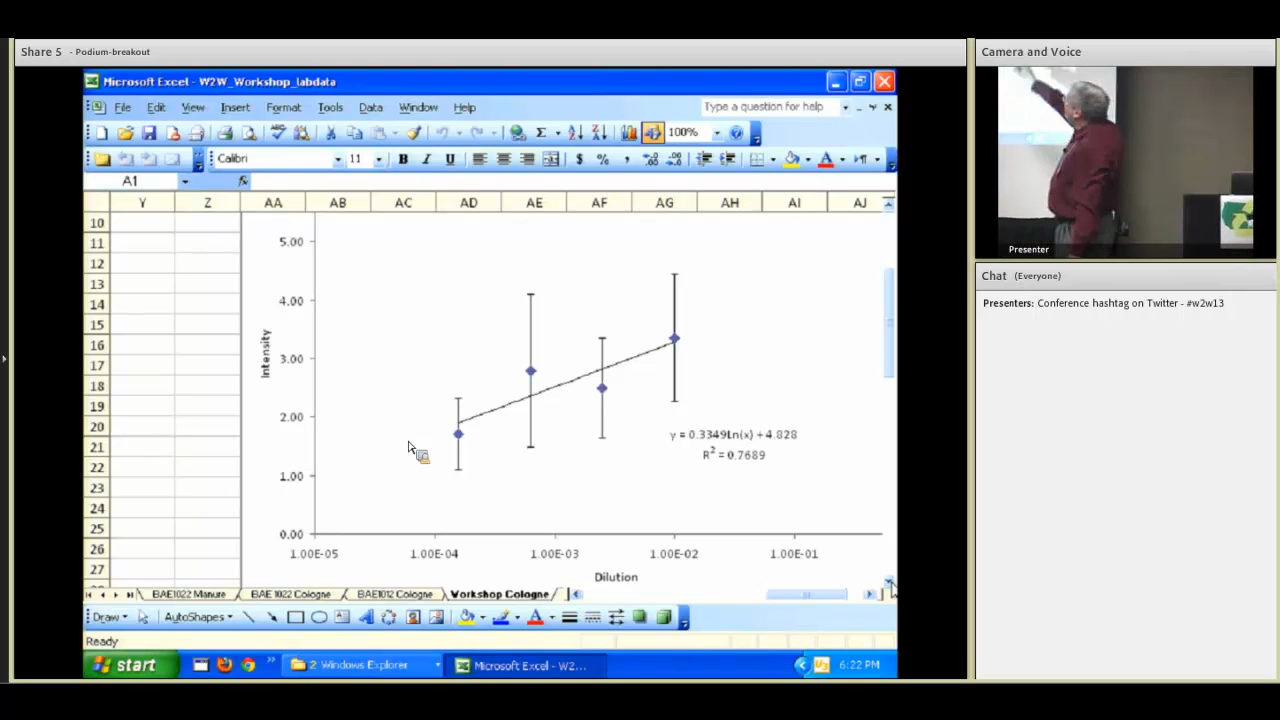 Share 5 - Podium-breakout
Microsoft Excel - W2W_Workshop_labdata
File Edit View Insert Format Tools Data Window Help
Type a question for help
Σ 100%
Calibri 11 B I U $ % ,
A1 fx
Y Z AA AB AC AD AE AF AG AH AI AJ
10
11
12
13
14
15
16
17
18
19
20
21
22
23
24
25
26
27
5.00
4.00
3.00
2.00
1.00
0.00
Intensity
y = 0.3349Ln(x) + 4.828
R² = 0.7689
1.00E-05 1.00E-04 1.00E-03 1.00E-02 1.00E-01
Dilution
BAE1022 Manure BAE 1022 Cologne BAE1012 Cologne Workshop Cologne
Draw AutoShapes
Ready
start 2 Windows Explorer Microsoft Excel - W2... 6:22 PM
Camera and Voice
Presenter
Chat (Everyone)
Presenters: Conference hashtag on Twitter - #w2w13